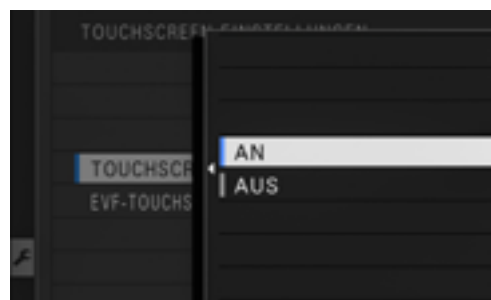 TOUCHSCREEN-EINSTELLUNGEN
AN
TOUCHSCR
AUS
EVF-TOUCHS